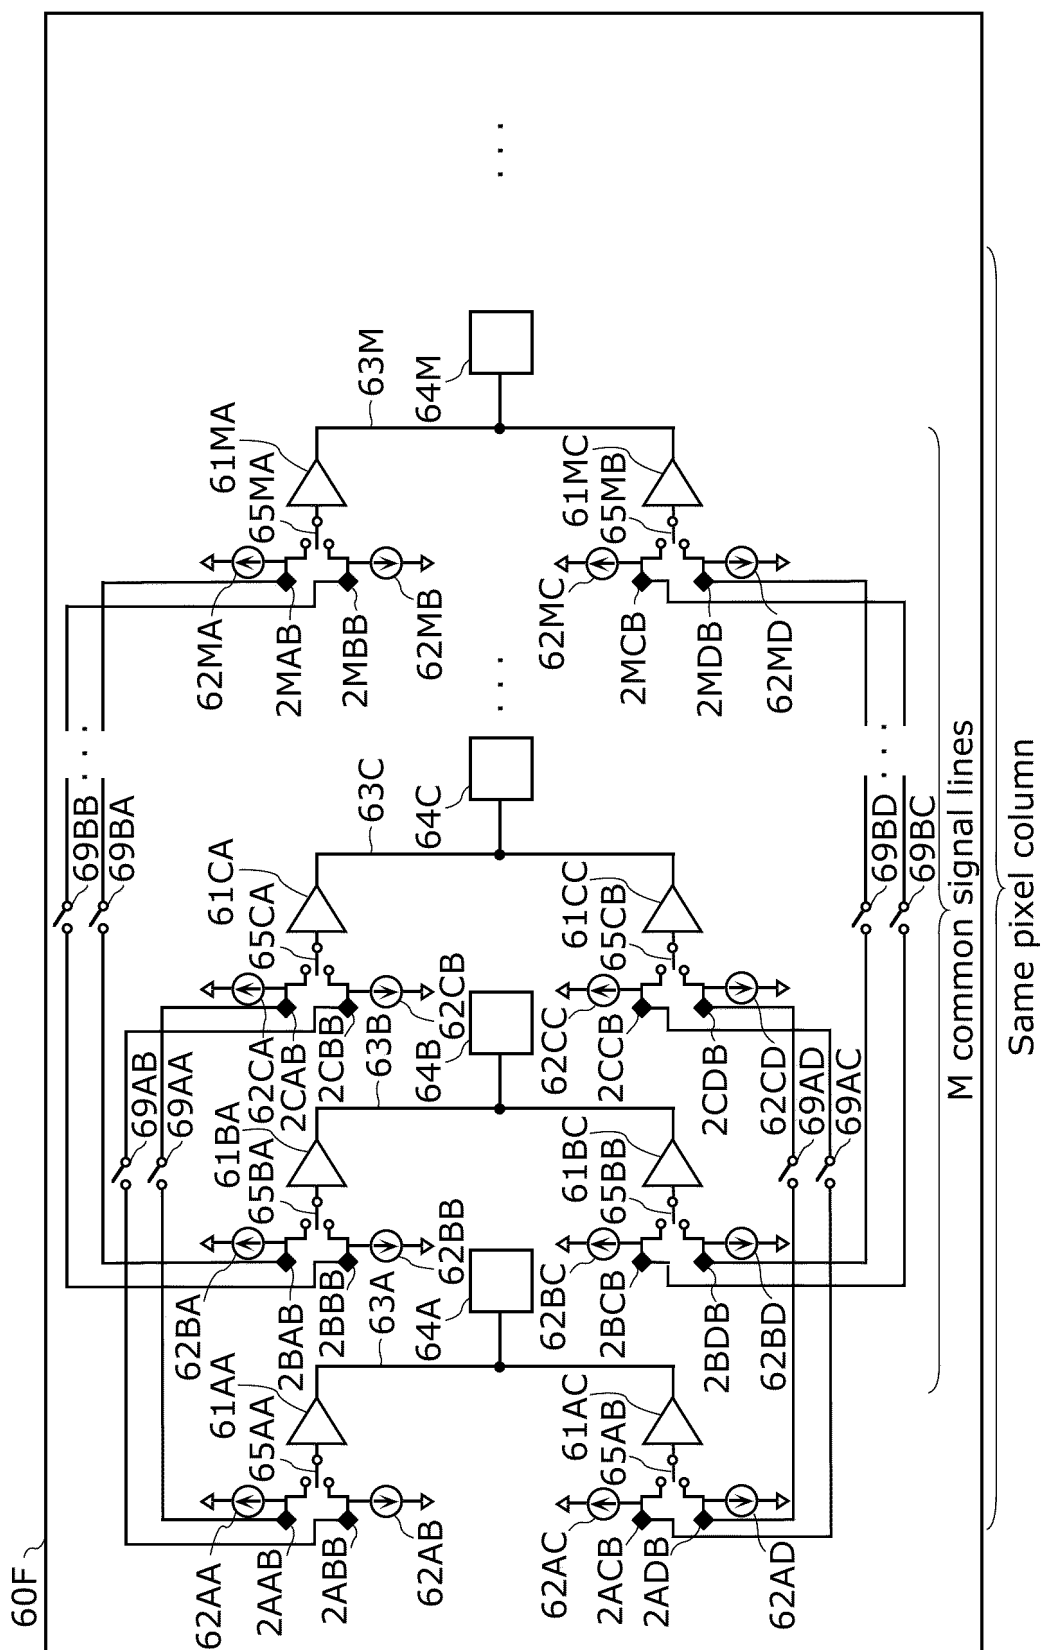 60F
62AA
2AAB
2ABB
62AB
65AA
61AA
62AC
2ACB
2ADB
62AD
65AB
61AC
63A
64A
69AB
69AA
62BA
2BAB
2BBB
62BB
65BA
61BA
62BC
2BCB
2BDB
62BD
65BB
61BC
63B
64B
69AD
69AC
62CA
2CAB
2CBB
62CB
65CA
61CA
62CC
2CCB
2CDB
62CD
65CB
61CC
63C
64C
69BB
69BA
69BD
69BC
. . .
. . .
. . .
62MA
2MAB
2MBB
62MB
65MA
61MA
62MC
2MCB
2MDB
62MD
65MB
61MC
63M
64M
. . .
M common signal lines
Same pixel column